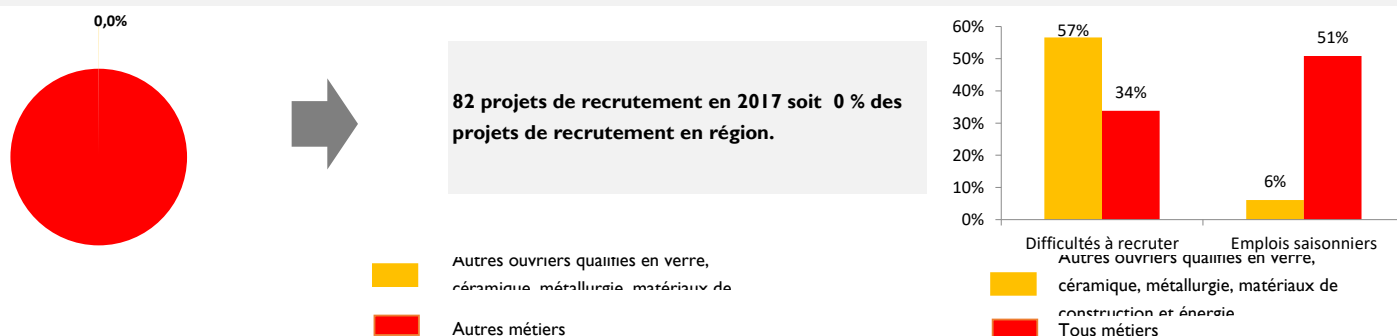 0,0%
82 projets de recrutement en 2017 soit 0 % des
projets de recrutement en région.
Autres ouvriers qualifiés en verre,
céramique, métallurgie, matériaux de
Autres métiers
60%
50%
40%
30%
20%
10%
0%
57%
34%
6%
51%
Difficultés à recruter
Emplois saisonniers
Autres ouvriers qualifiés en verre,
céramique, métallurgie, matériaux de
construction et énergie
Tous métiers